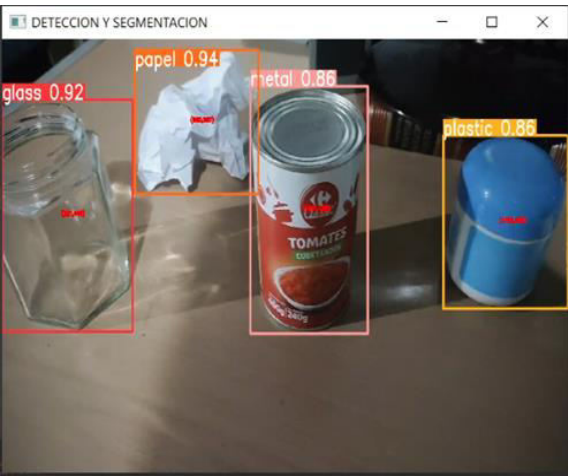 DETECCION Y SEGMENTACION
papel 0.94
metal 0.86
glass 0.92
plastic 0.86
TOMATES